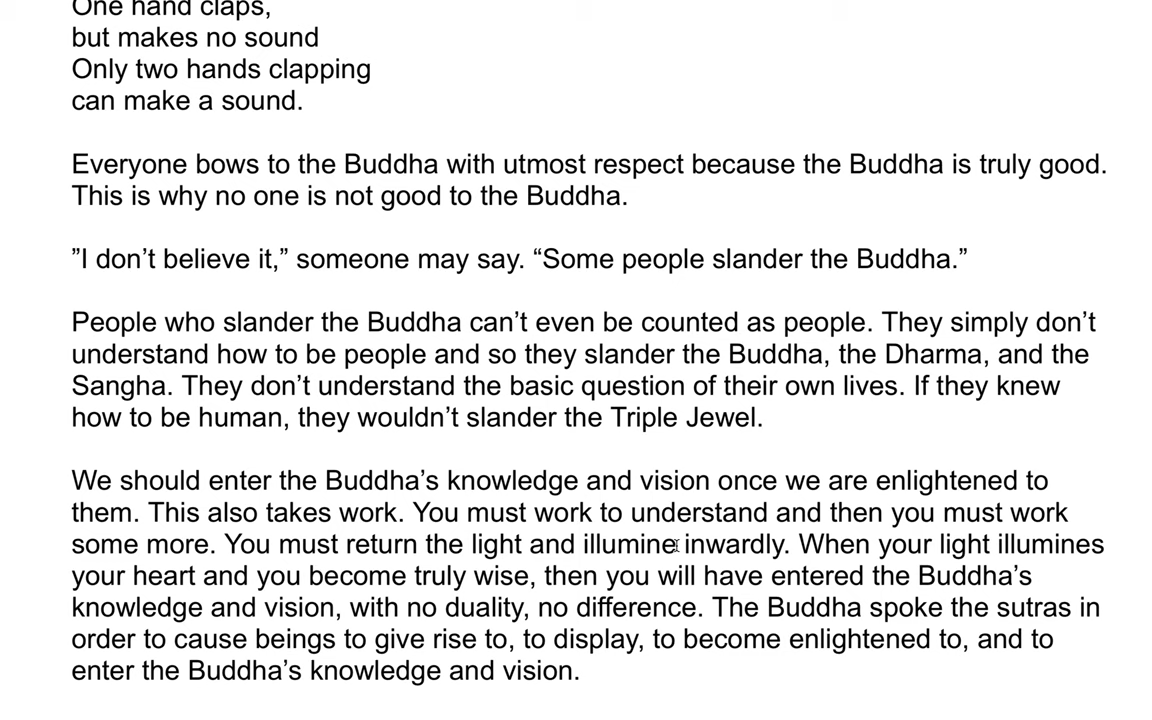 One hand claps,
but makes no sound
Only two hands clapping
can make a sound.
Everyone bows to the Buddha with utmost respect because the Buddha is truly good.
This is why no one is not good to the Buddha.
”I don’t believe it,” someone may say. “Some people slander the Buddha.”
People who slander the Buddha can’t even be counted as people. They simply don’t
understand how to be people and so they slander the Buddha, the Dharma, and the
Sangha. They don’t understand the basic question of their own lives. If they knew
how to be human, they wouldn’t slander the Triple Jewel.
We should enter the Buddha’s knowledge and vision once we are enlightened to
them. This also takes work. You must work to understand and then you must work
some more. You must return the light and illumine inwardly. When your light illumines
your heart and you become truly wise, then you will have entered the Buddha’s
knowledge and vision, with no duality, no difference. The Buddha spoke the sutras in
order to cause beings to give rise to, to display, to become enlightened to, and to
enter the Buddha’s knowledge and vision.